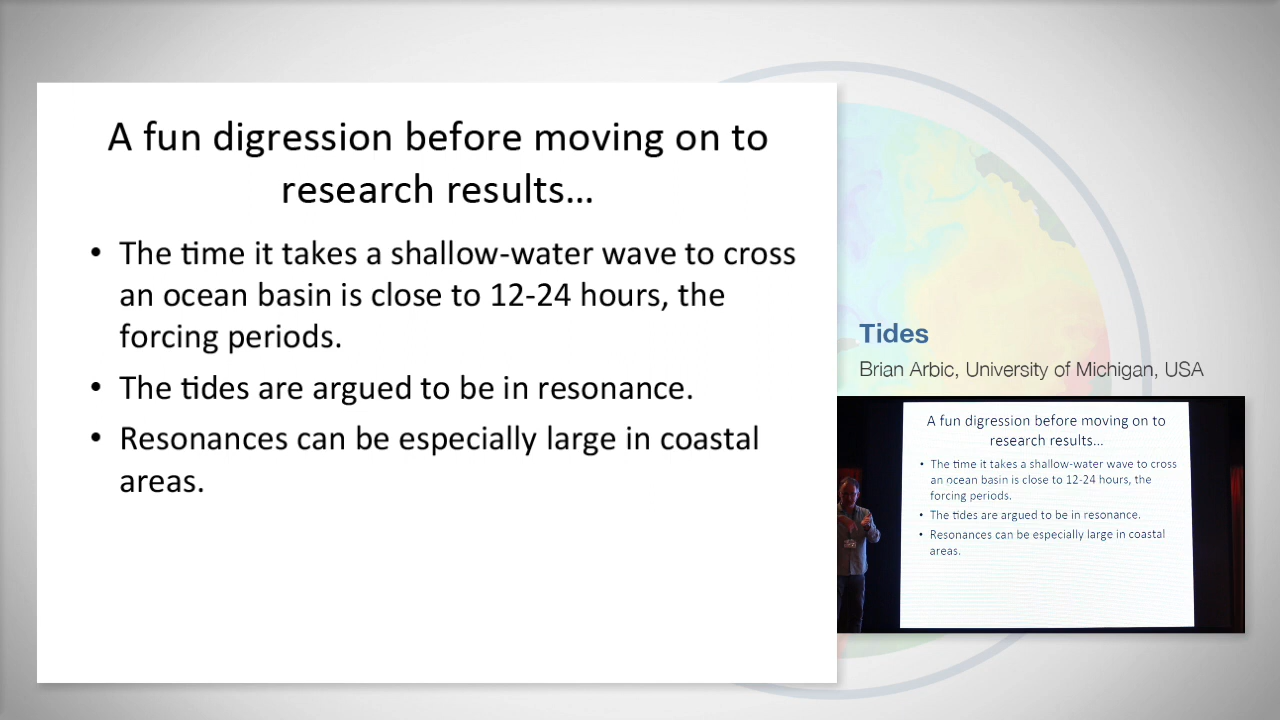 A fun digression before moving on to
research results...
• The time it takes a shallow-water wave to cross
an ocean basin is close to 12-24 hours, the
forcing periods.
• The tides are argued to be in resonance.
• Resonances can be especially large in coastal
areas.
Tides
Brian Arbic, University of Michigan, USA
A fun digression before moving on to
research results...
• The time it takes a shallow-water wave to cross
an ocean basin is close to 12-24 hours, the
forcing periods.
• The tides are argued to be in resonance.
• Resonances can be especially large in coastal
areas.